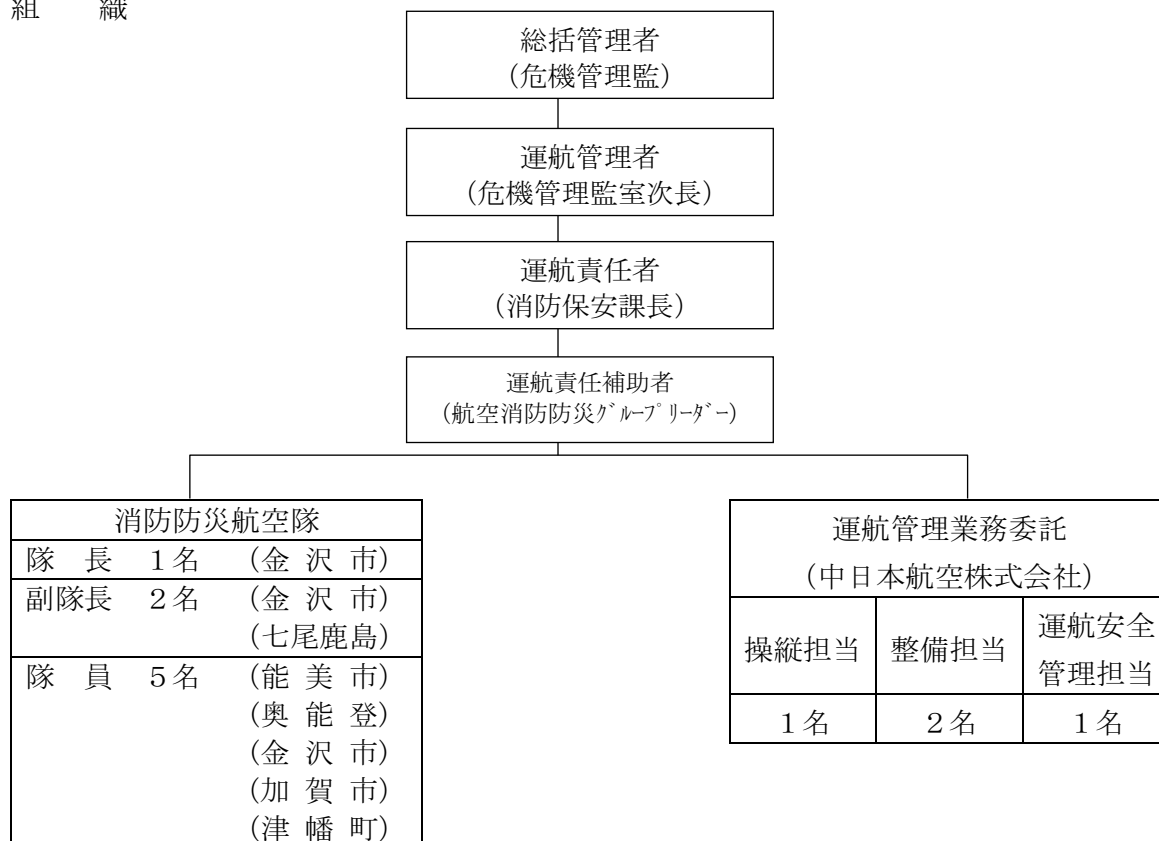 組　　織
総括管理者
(危機管理監)
運航管理者
(危機管理監室次長)
運航責任者
(消防保安課長)
運航責任補助者
(航空消防防災ｸﾞﾙｰﾌﾟﾘｰﾀﾞｰ)
消防防災航空隊
隊　長　１名　(金 沢 市)
副隊長　２名　(金 沢 市)
(七尾鹿島)
隊　員　５名　(能 美 市)
(奥 能 登)
(金 沢 市)
(加 賀 市)
(津 幡 町)
運航管理業務委託
(中日本航空株式会社)
操縦担当　整備担当　運航安全
管理担当
１名　２名　１名